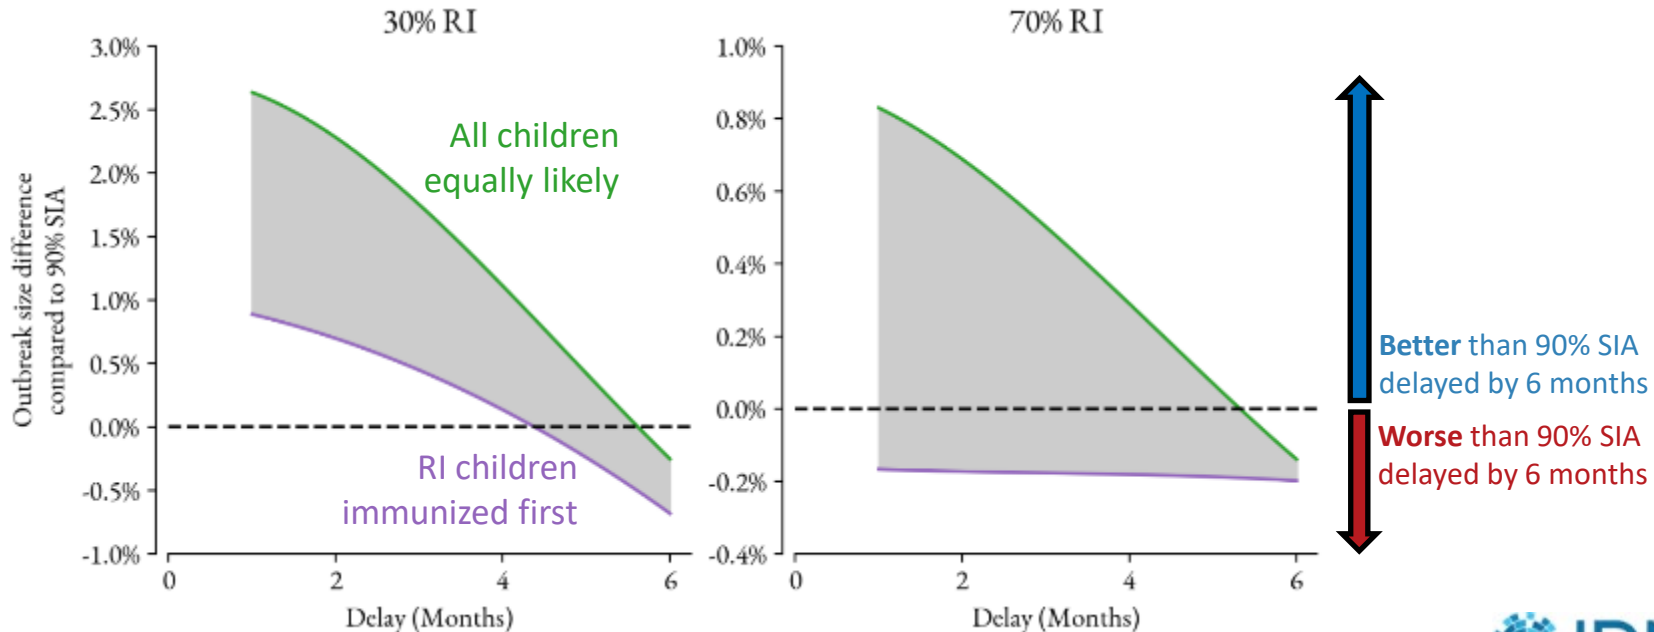 30% RI
3.0%
2.5%
2.0%
1.5%
1.0%
0.5%
0.0%
-0.5%
-1.0%
0
2
4
6
Delay (Months)
Outbreak size difference
compared to 90% SIA
All children
equally likely
RI children
immunized first
70% RI
1.0%
0.8%
0.6%
0.4%
0.2%
0.0%
-0.2%
-0.4%
0
2
4
6
Delay (Months)
Better than 90% SIA
delayed by 6 months
Worse than 90% SIA
delayed by 6 months